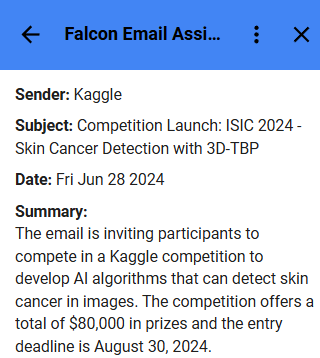 Falcon Email Assi...
Sender: Kaggle
Subject: Competition Launch: ISIC 2024 -
Skin Cancer Detection with 3D-TBP
Date: Fri Jun 28 2024
Summary:
The email is inviting participants to
compete in a Kaggle competition to
develop AI algorithms that can detect skin
cancer in images. The competition offers a
total of $80,000 in prizes and the entry
deadline is August 30, 2024.